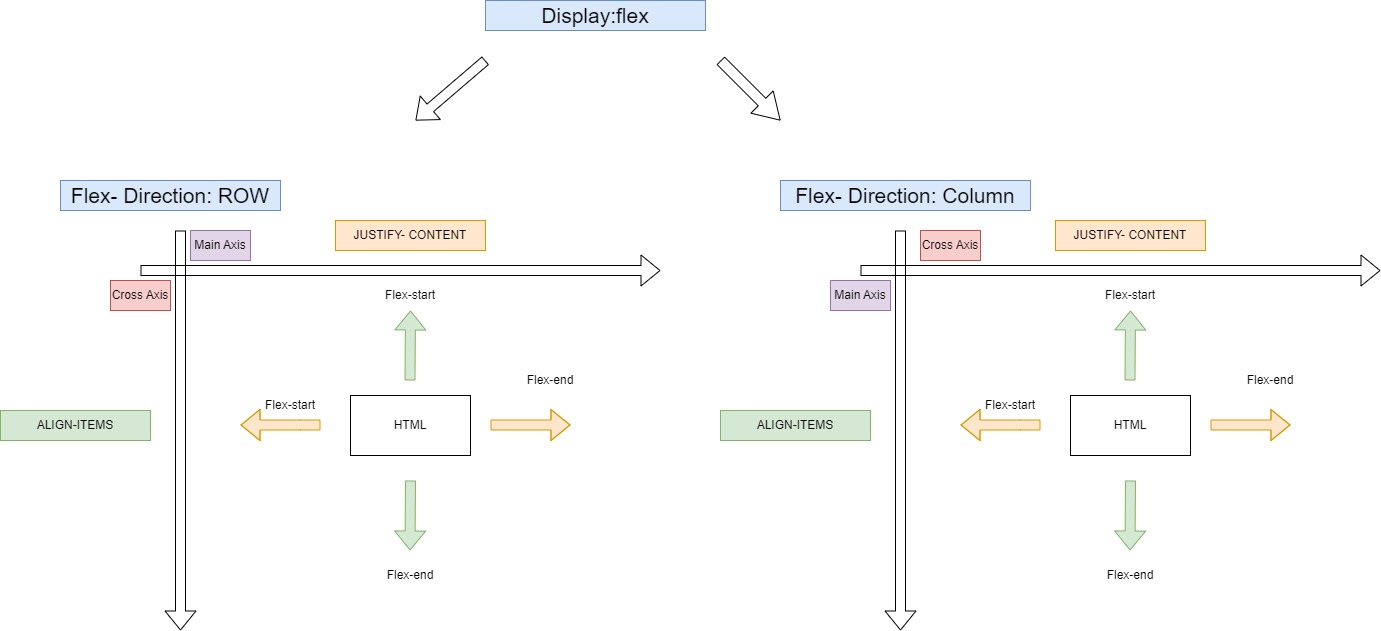 Display:flex
Flex- Direction: ROW
Main Axis
JUSTIFY- CONTENT
Cross Axis
Flex-start
Flex-end
Flex-start
ALIGN-ITEMS
HTML
Flex-end
Flex- Direction: Column
Cross Axis
JUSTIFY- CONTENT
Main Axis
Flex-start
Flex-end
Flex-start
ALIGN-ITEMS
HTML
Flex-end